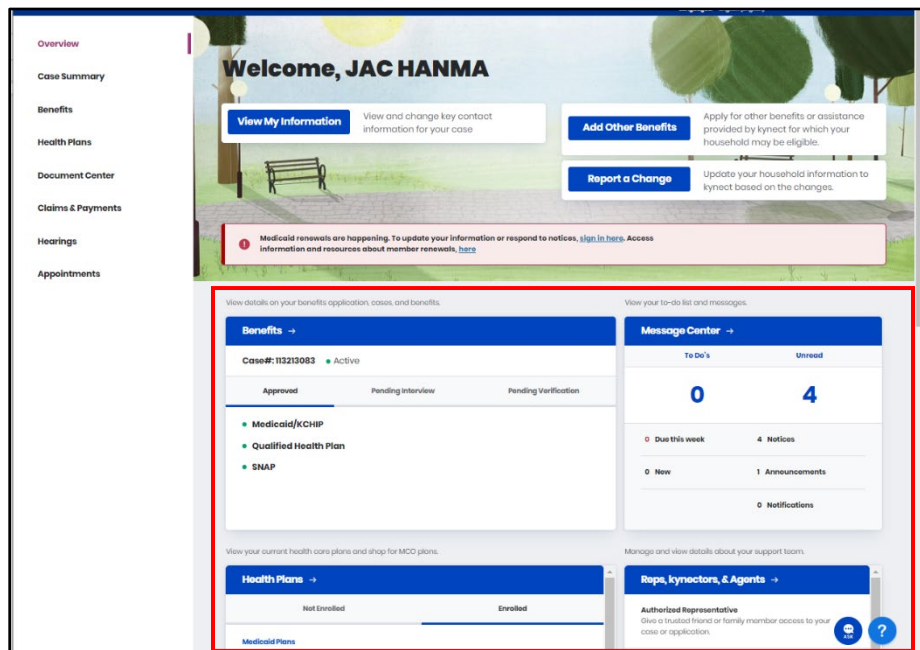 Overview
Case Summary
Benefits
Health Plans
Document Center
Claims & Payments
Hearings
Appointments
Welcome, JAC HANMA
View My Information
View and change key contact
information for your case
Add Other Benefits
Apply for other benefits or assistance
provided by kynect for which your
household may be eligible.
Report a Change
Update your household information to
kynect based on the changes.
Medicaid renewals are happening. To update your information or respond to notices, sign in here. Access
information and resources about member renewals, here
View details on your benefits application, cases, and benefits.
Benefits →
Case#: 113213083 Active
Approved Pending Interview Pending Verification
Medicaid/KCHIP
Qualified Health Plan
SNAP
View your to-do list and messages.
Message Center →
To Do's Unread
0 4
0 Due this week 4 Notices
0 New 1 Announcements
0 Notifications
View your current health care plans and shop for MCO plans.
Health Plans →
Not Enrolled Enrolled
Medicaid Plans
Manage and view details about your support team.
Reps, kynectors, & Agents →
Authorized Representative
Give a trusted friend or family member access to your
case or application.
ASK
?